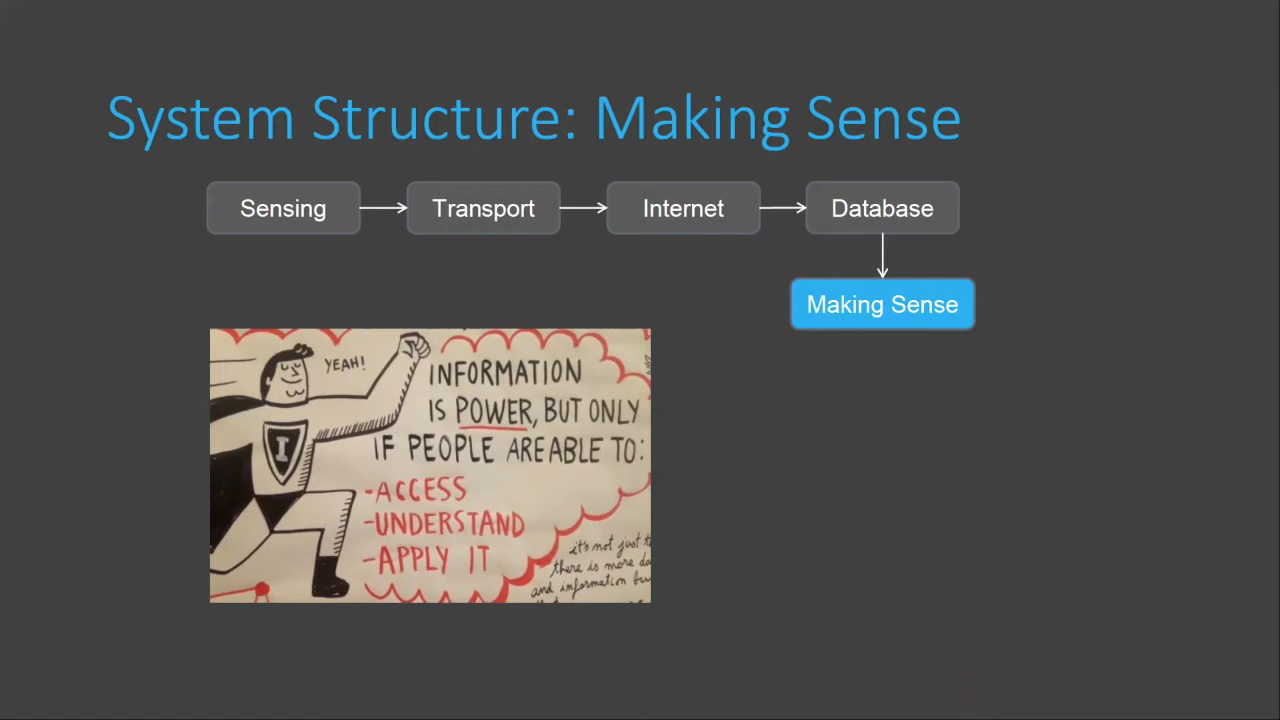 System Structure: Making Sense
Sensing
Transport
Internet
Database
Making Sense
YEAH!
INFORMATION
IS POWER, BUT ONLY
IF PEOPLE ARE ABLE TO:
-ACCESS
-UNDERSTAND
-APPLY IT
I
it's not just
there is more
and information